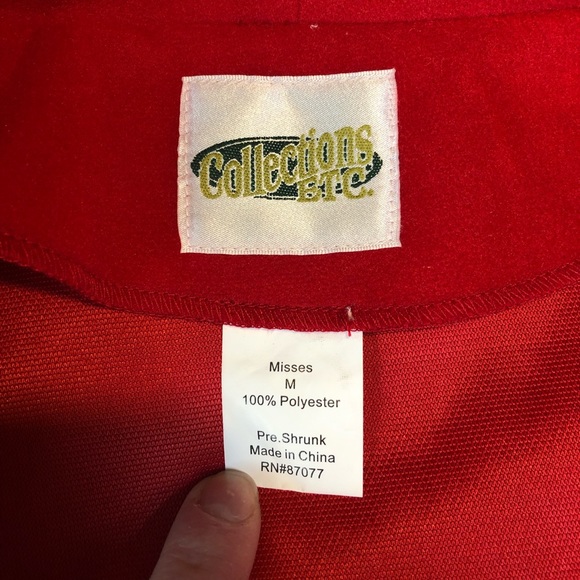 Collections
ETC.
Misses
M
100% Polyester
Pre.Shrunk
Made in China
RN#87077